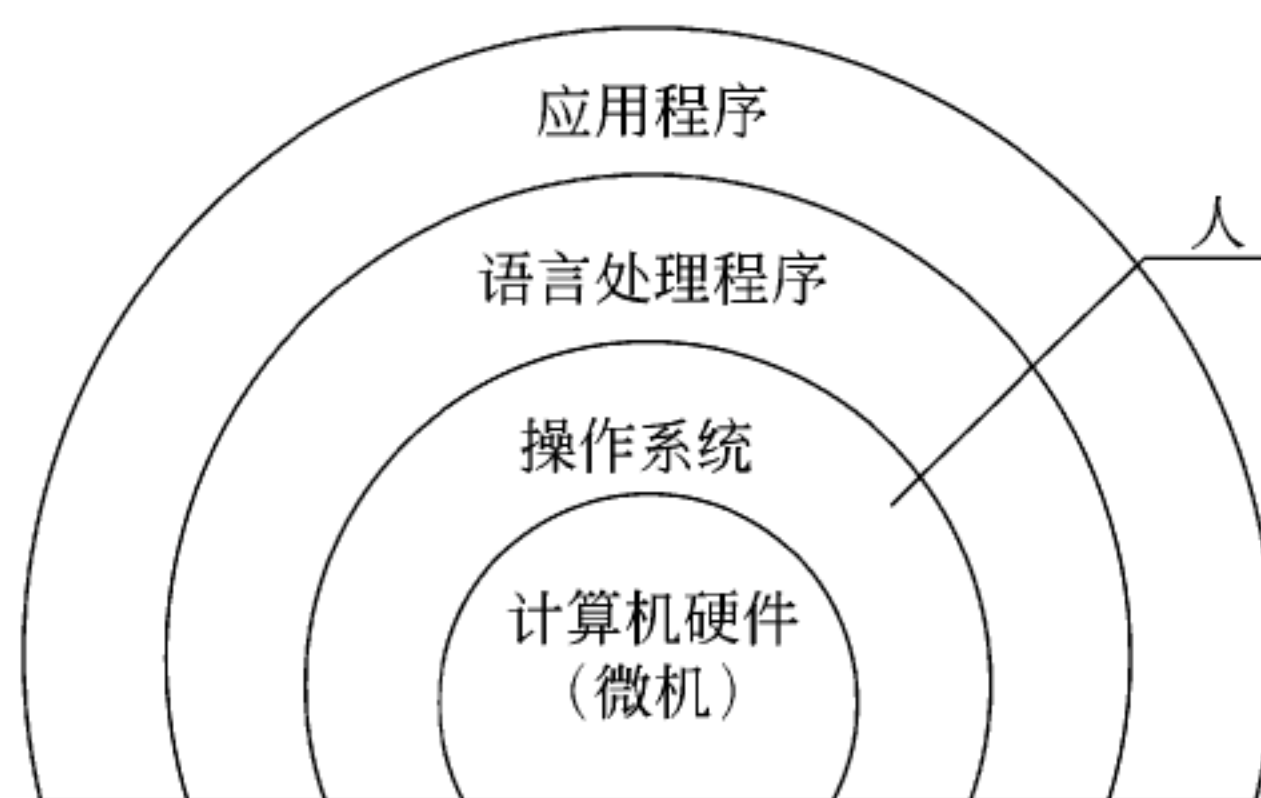 应用程序
人
语言处理程序
操作系统
计算机硬件
（微机）